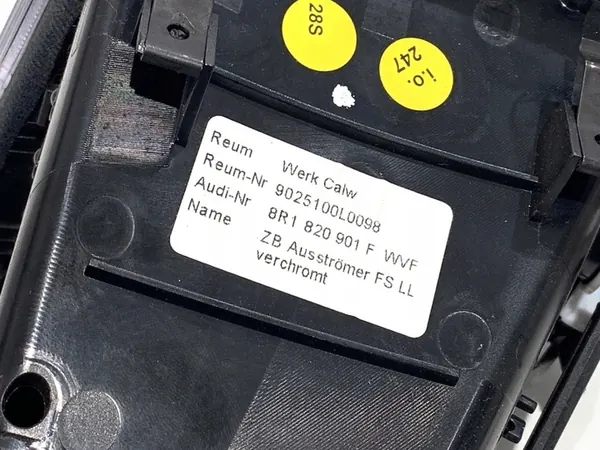 28S
i.O.
247
Reum Werk Calw
Reum-Nr 9025100L0098
Audi-Nr 8R1 820 901 F WVF
Name ZB Ausströmer FS LL
verchromt